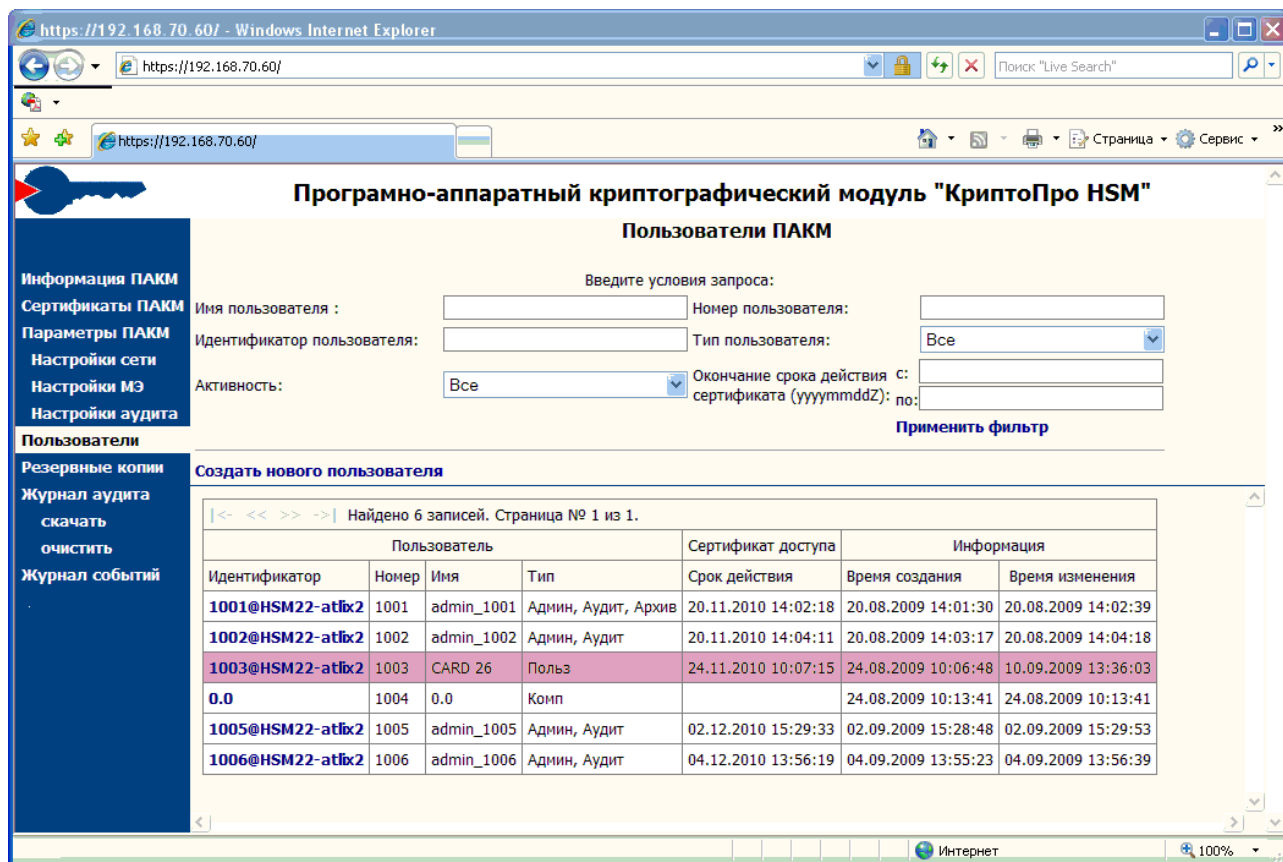 https://192.168.70.60/ - Windows Internet Explorer
https://192.168.70.60/
Поиск "Live Search"
https://192.168.70.60/
Страница
Сервис
»
Програмно-аппаратный криптографический модуль "КриптоПро HSM"
Пользователи ПАКМ
Информация ПАКМ
Сертификаты ПАКМ
Параметры ПАКМ
Настройки сети
Настройки МЭ
Настройки аудита
Пользователи
Резервные копии
Журнал аудита
скачать
очистить
Журнал событий
Введите условия запроса:
Имя пользователя :
Номер пользователя:
Идентификатор пользователя:
Тип пользователя: Все
Активность: Все
Окончание срока действия с:
сертификата (yyyymmddZ): по:
Применить фильтр
Создать нового пользователя
|<- << >> ->| Найдено 6 записей. Страница № 1 из 1.
Пользователь Сертификат доступа Информация
Идентификатор Номер Имя Тип Срок действия Время создания Время изменения
1001@HSM22-atlix2 1001 admin_1001 Админ, Аудит, Архив 20.11.2010 14:02:18 20.08.2009 14:01:30 20.08.2009 14:02:39
1002@HSM22-atlix2 1002 admin_1002 Админ, Аудит 20.11.2010 14:04:11 20.08.2009 14:03:17 20.08.2009 14:04:18
1003@HSM22-atlix2 1003 CARD 26 Польз 24.11.2010 10:07:15 24.08.2009 10:06:48 10.09.2009 13:36:03
0.0 1004 0.0 Комп 24.08.2009 10:13:41 24.08.2009 10:13:41
1005@HSM22-atlix2 1005 admin_1005 Админ, Аудит 02.12.2010 15:29:33 02.09.2009 15:28:48 02.09.2009 15:29:53
1006@HSM22-atlix2 1006 admin_1006 Админ, Аудит 04.12.2010 13:56:19 04.09.2009 13:55:23 04.09.2009 13:56:39
Интернет
100%